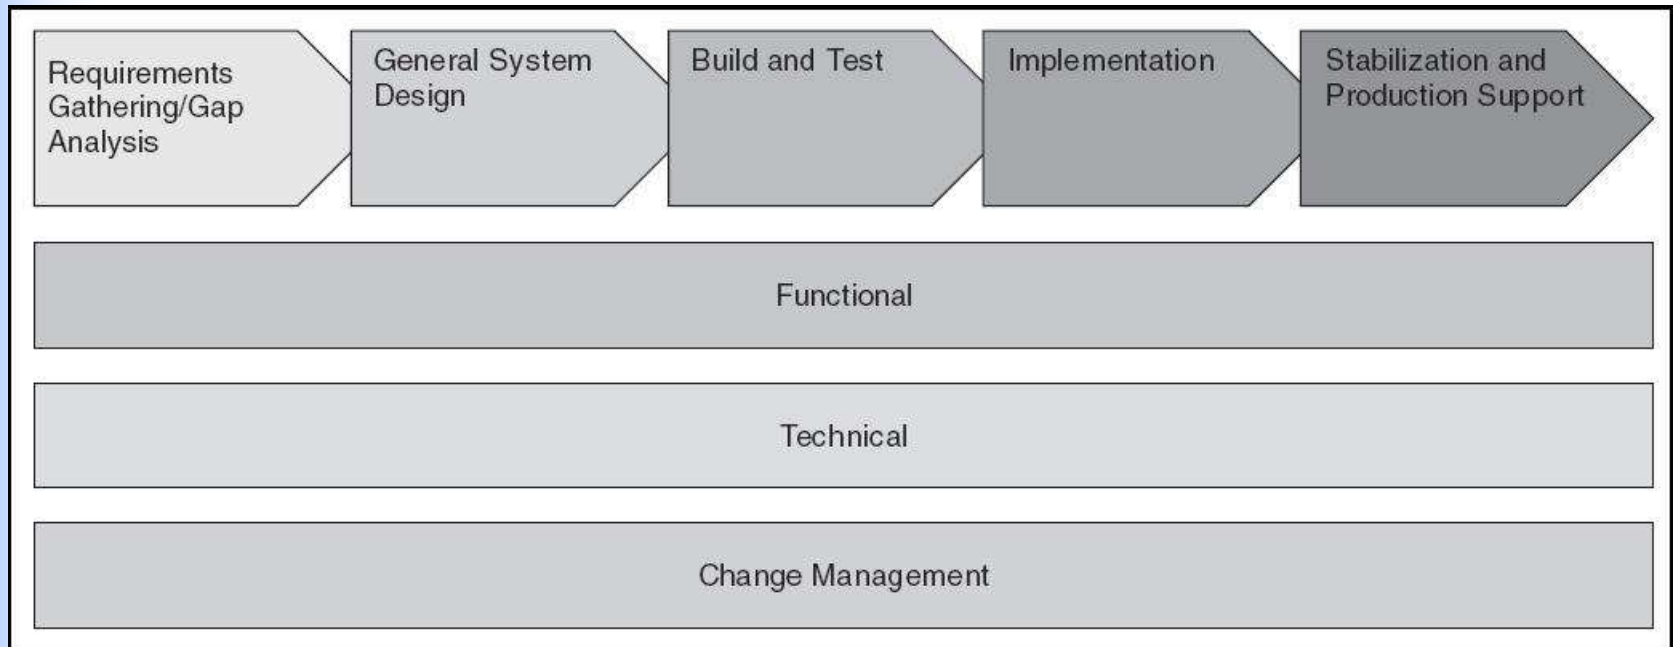 Requirements
Gathering/Gap
Analysis
General System
Design
Build and Test
Implementation
Stabilization and
Production Support
Functional
Technical
Change Management